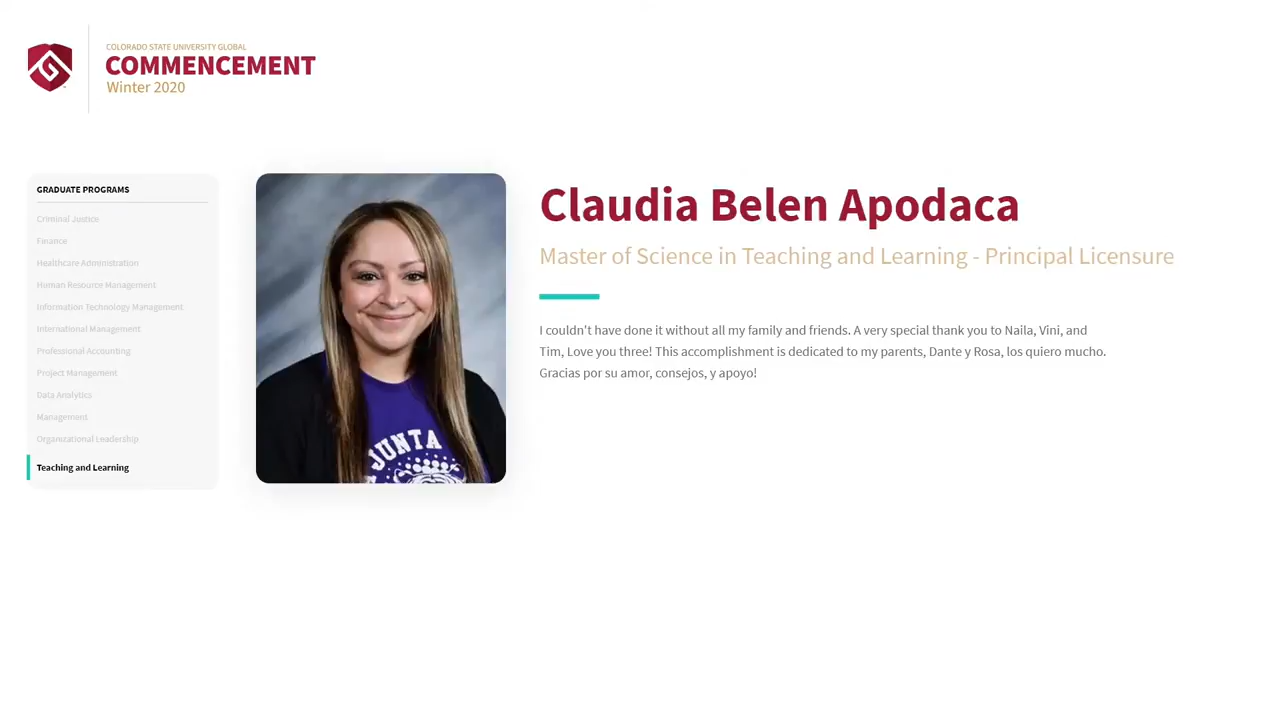 COLORADO STATE UNIVERSITY GLOBAL
COMMENCEMENT
Winter 2020
GRADUATE PROGRAMS
Criminal Justice
Finance
Healthcare Administration
Human Resource Management
Information Technology Management
International Management
Professional Accounting
Project Management
Data Analytics
Management
Organizational Leadership
Teaching and Learning
JUNTA
Claudia Belen Apodaca
Master of Science in Teaching and Learning - Principal Licensure
I couldn't have done it without all my family and friends. A very special thank you to Naila, Vini, and
Tim, Love you three! This accomplishment is dedicated to my parents, Dante y Rosa, los quiero mucho.
Gracias por su amor, consejos, y apoyo!